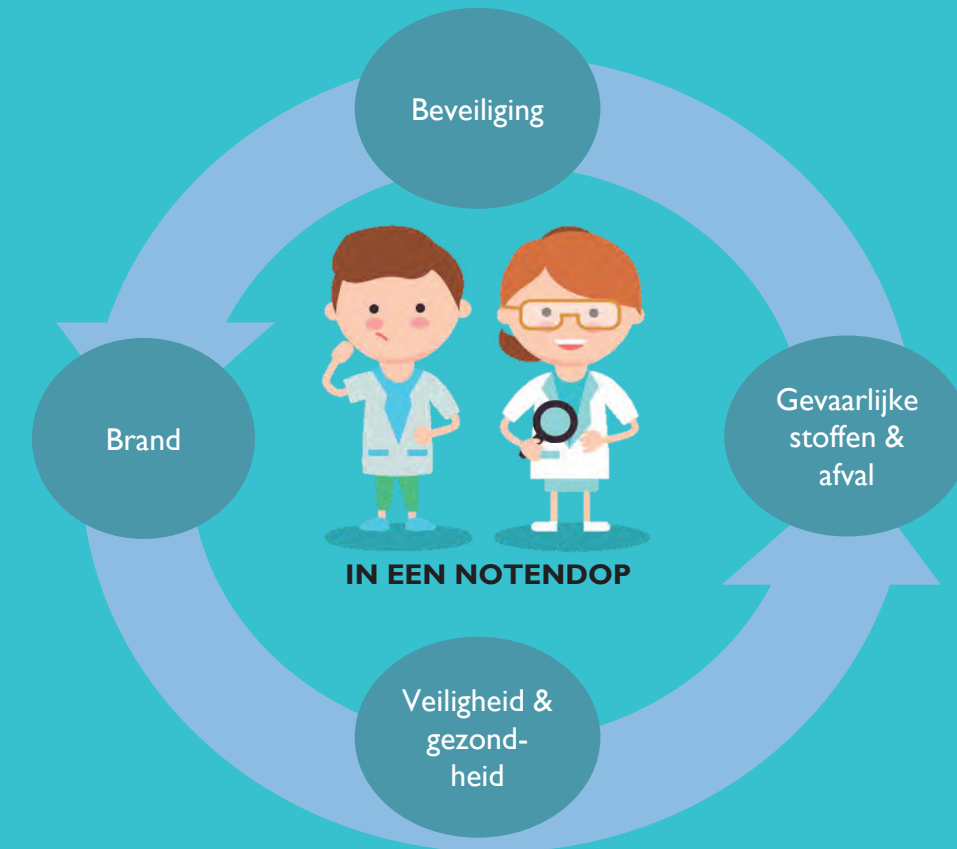 Beveiliging
Brand
Gevaarlijke
stoffen &
afval
IN EEN NOTENDOP
Veiligheid &
gezond-
heid